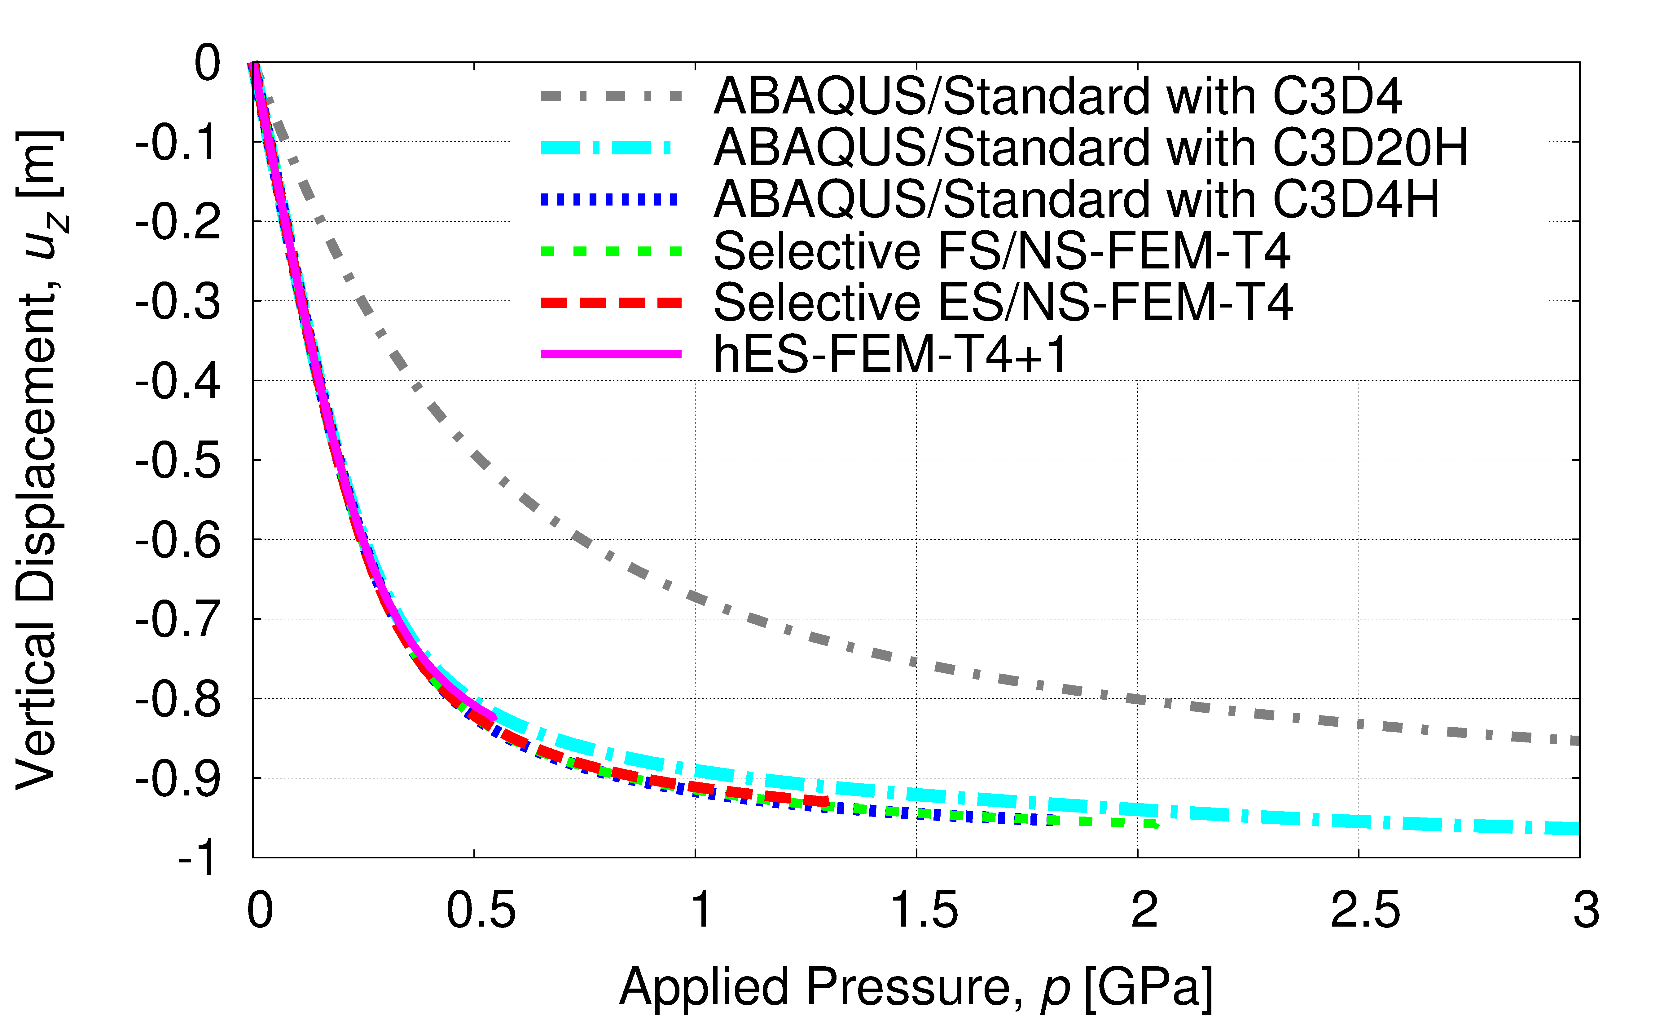 0
-0.1
-0.2
-0.3
-0.4
-0.5
-0.6
-0.7
-0.8
-0.9
-1
Vertical Displacement, u_z [m]
ABAQUS/Standard with C3D4
ABAQUS/Standard with C3D20H
ABAQUS/Standard with C3D4H
Selective FS/NS-FEM-T4
Selective ES/NS-FEM-T4
hES-FEM-T4+1
0 0.5 1 1.5 2 2.5 3
Applied Pressure, p [GPa]